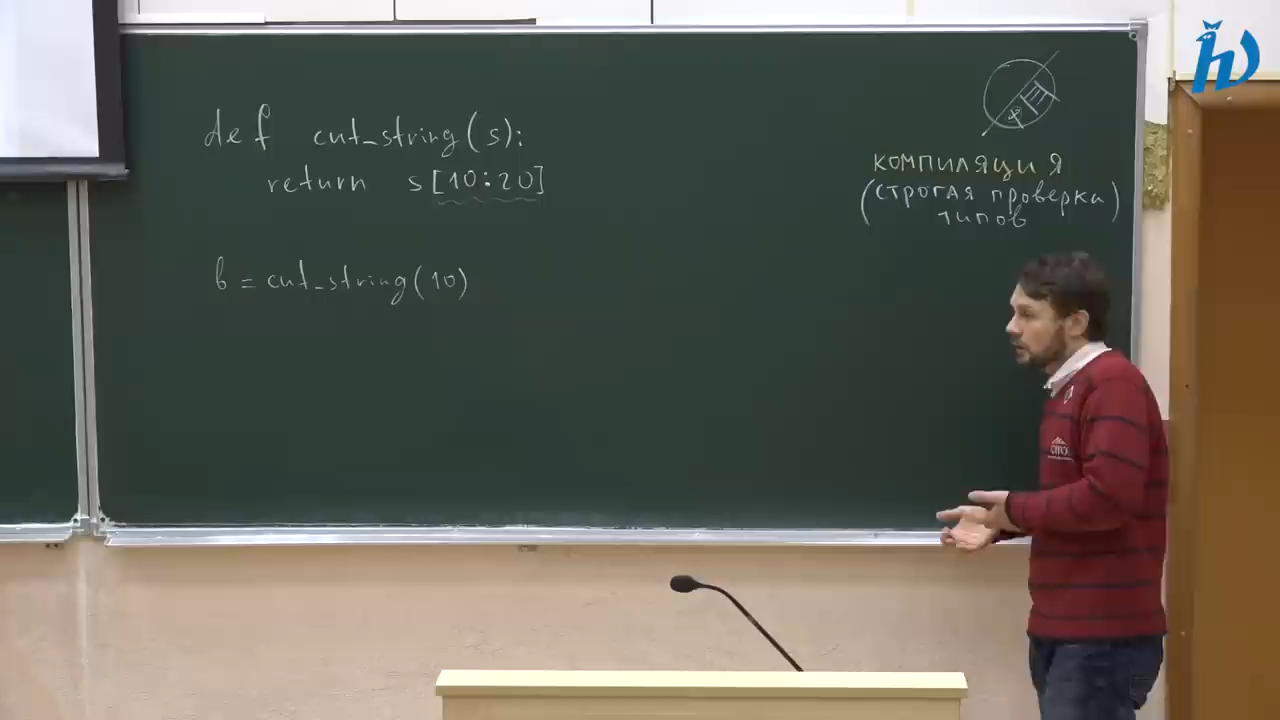 def cut_string(s):
return s[10:20]
b = cut_string(10)
компиляция
(строгая проверка
типов)